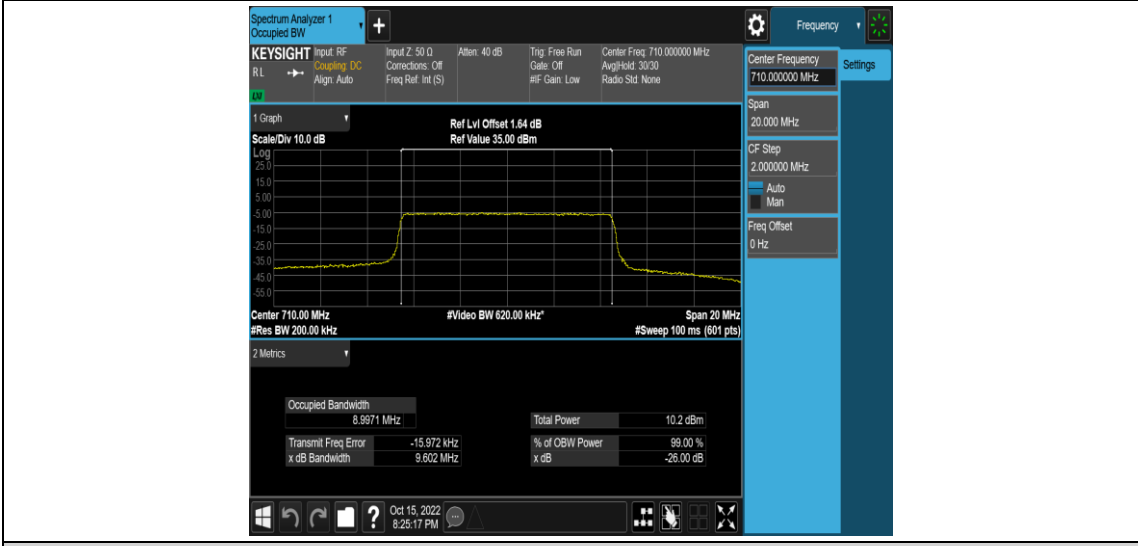 Spectrum Analyzer 1
Occupied BW
Frequency
KEYSIGHT
RL
Input: RF
Coupling: DC
Align: Auto
Input Z: 50 Ω
Corrections: Off
Freq Ref: Int (S)
Atten: 40 dB
Trig: Free Run
Gate: Off
#IF Gain: Low
Center Freq: 710.000000 MHz
Avg|Hold: 30/30
Radio Std: None
Center Frequency
710.000000 MHz
Settings
Span
20.000 MHz
CF Step
2.000000 MHz
Auto
Man
Freq Offset
0 Hz
1 Graph
Scale/Div 10.0 dB
Ref Lvl Offset 1.64 dB
Ref Value 35.00 dBm
Log
25.0
15.0
5.00
-5.00
-15.0
-25.0
-35.0
-45.0
-55.0
Center 710.00 MHz
#Video BW 620.00 kHz*
Span 20 MHz
#Res BW 200.00 kHz
#Sweep 100 ms (601 pts)
2 Metrics
Occupied Bandwidth
8.9971 MHz
Total Power 10.2 dBm
Transmit Freq Error -15.972 kHz
% of OBW Power 99.00 %
x dB Bandwidth 9.602 MHz
x dB -26.00 dB
?
Oct 15, 2022
8:25:17 PM